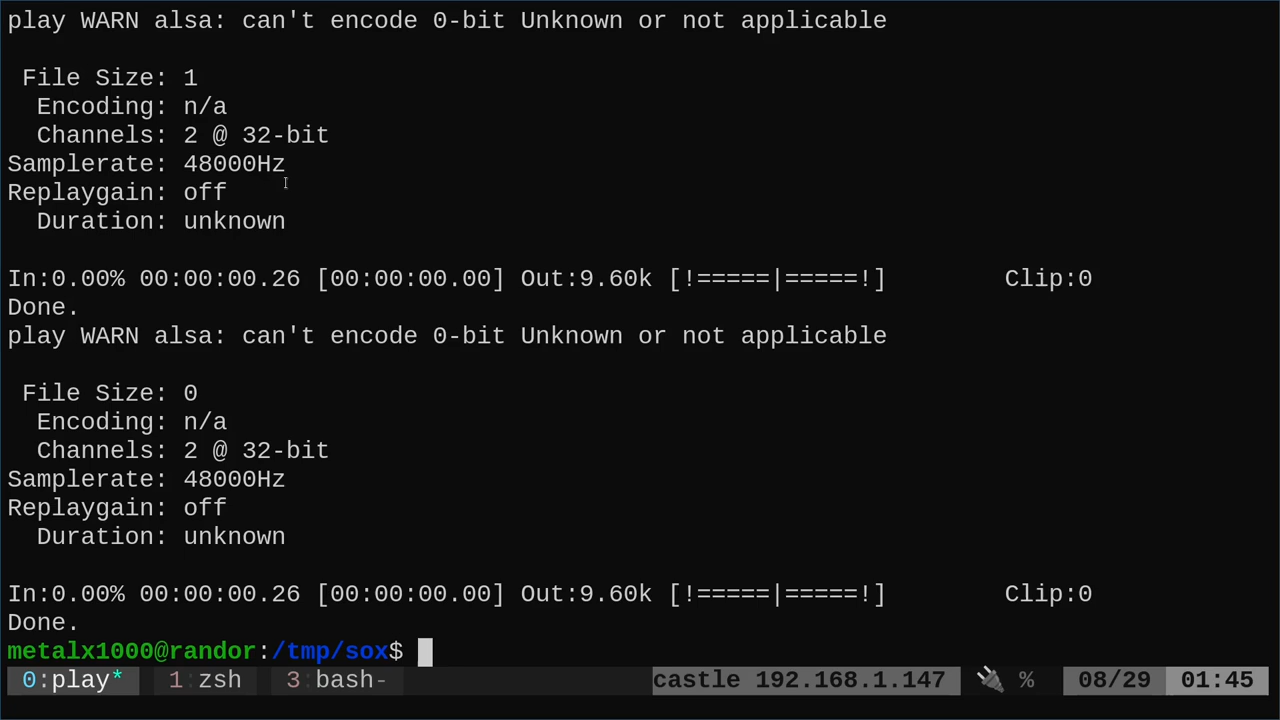 play WARN alsa: can't encode 0-bit Unknown or not applicable
File Size: 1
Encoding: n/a
Channels: 2 @ 32-bit
Samplerate: 48000Hz
Replaygain: off
Duration: unknown
In:0.00% 00:00:00.26 [00:00:00.00] Out:9.60k [!=====|=====!] Clip:0
Done.
play WARN alsa: can't encode 0-bit Unknown or not applicable
File Size: 0
Encoding: n/a
Channels: 2 @ 32-bit
Samplerate: 48000Hz
Replaygain: off
Duration: unknown
In:0.00% 00:00:00.26 [00:00:00.00] Out:9.60k [!=====|=====!] Clip:0
Done.
metalx1000@randor:/tmp/sox$
0:play* 1:zsh 3:bash- castle 192.168.1.147 🔌 % 08/29 01:45